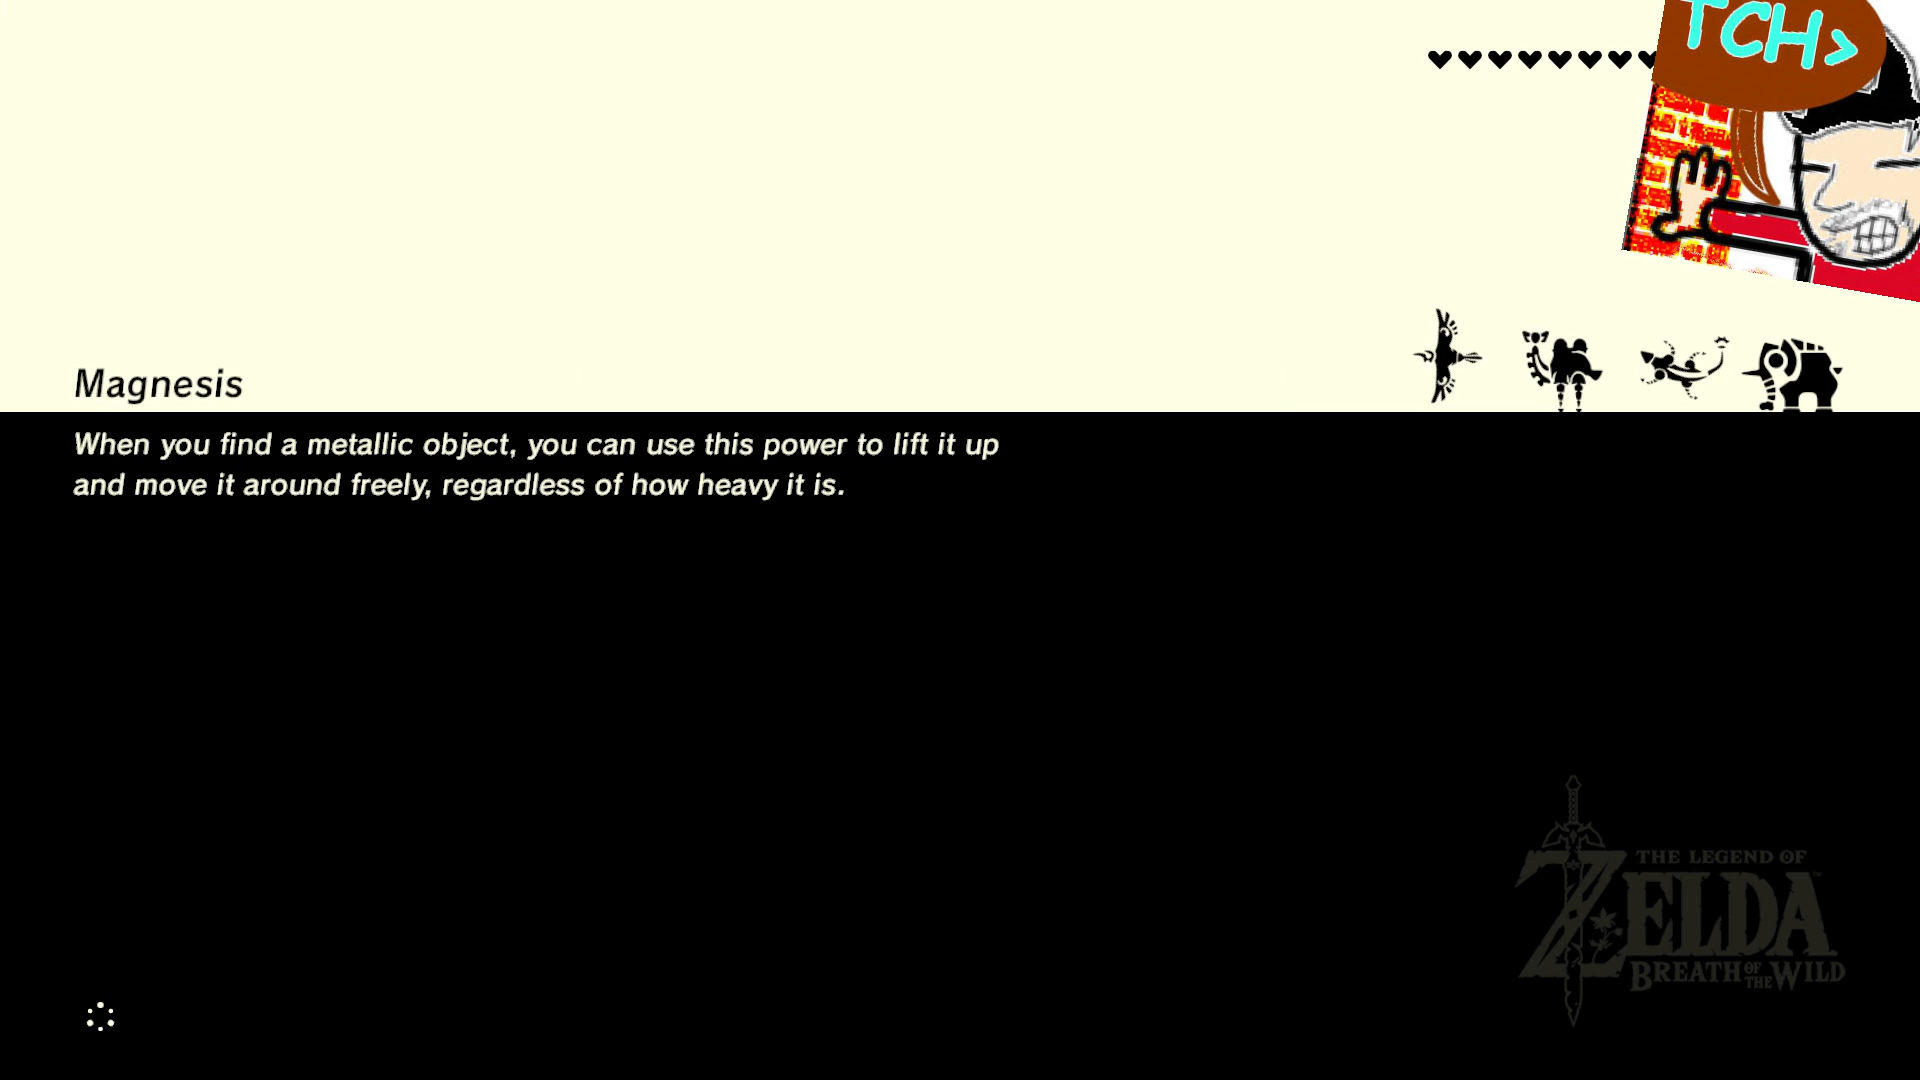 TCH>
Magnesis
When you find a metallic object, you can use this power to lift it up
and move it around freely, regardless of how heavy it is.
THE LEGEND OF
ZELDA
BREATH OF THE WILD